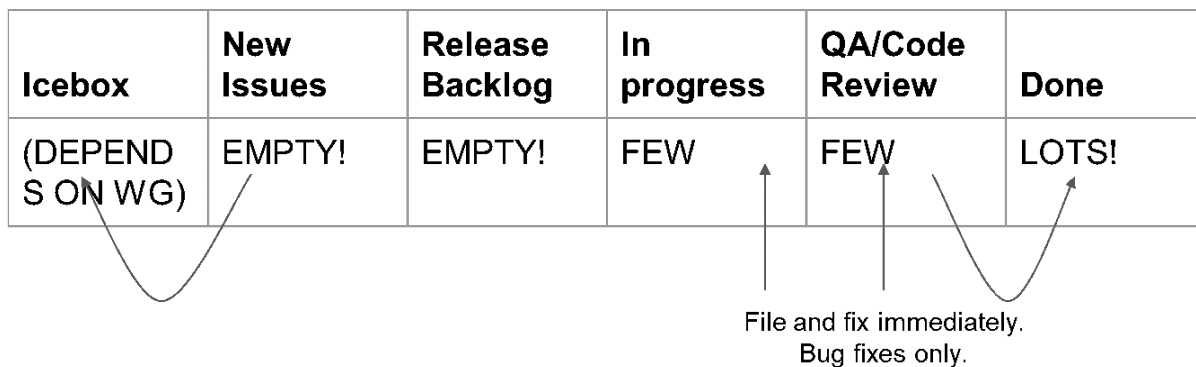 Icebox
New
Issues
Release
Backlog
In
progress
QA/Code
Review
Done
(DEPEND
S ON WG)
EMPTY!
EMPTY!
FEW
FEW
LOTS!
File and fix immediately.
Bug fixes only.